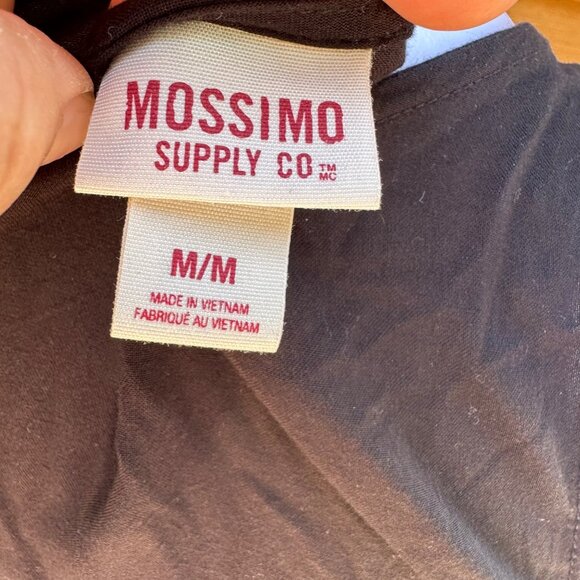 MOSSIMO
SUPPLY CO ™ MC
M/M
MADE IN VIETNAM
FABRIQUÉ AU VIETNAM